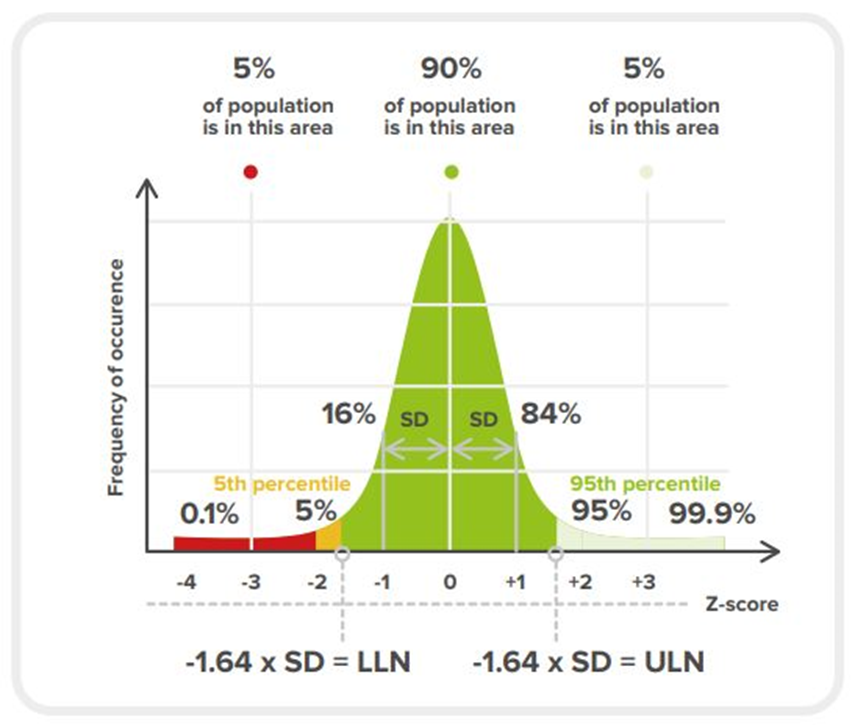 5%
90%
5%
of population
is in this area
of population
is in this area
of population
is in this area
Frequency of occurence
16%
SD
SD
84%
5th percentile
95th percentile
0.1%
5%
95%
99.9%
-4
-3
-2
-1
0
+1
+2
+3
Z-score
-1.64 x SD = LLN
-1.64 x SD = ULN